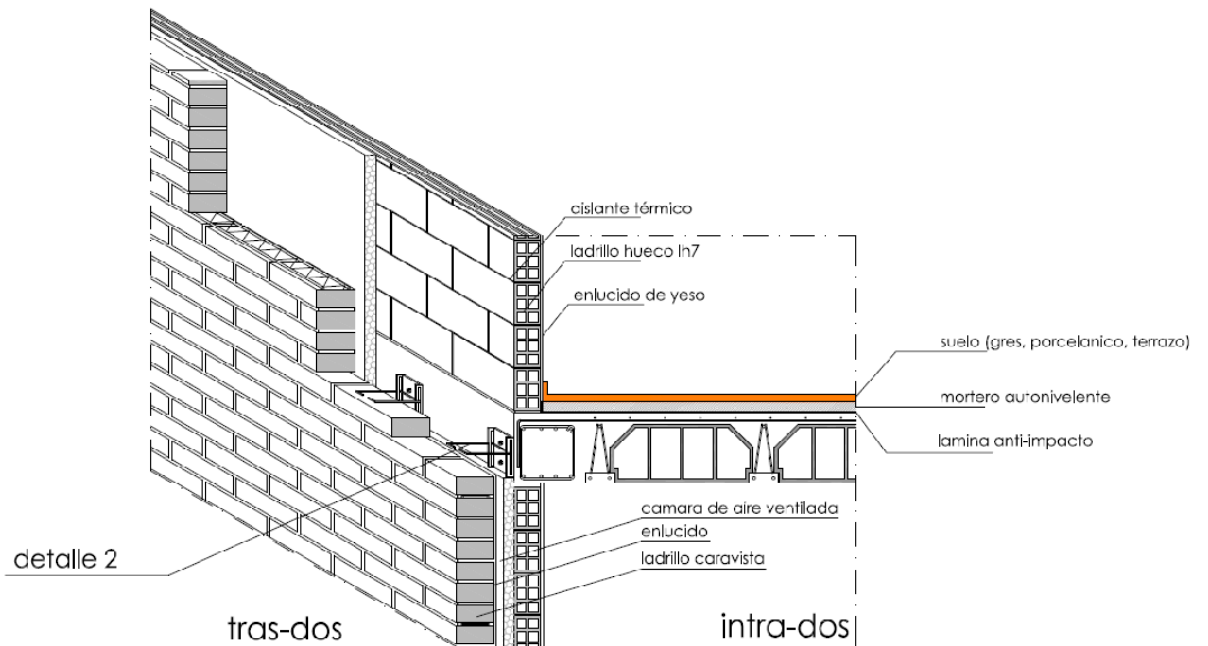 cislante térmico
ladrillo hueco lh7
enlucido de yeso
suelo (gres, porcelanico, terrazo)
mortero autonivelente
lamina anti-impacto
camara de aire ventilada
enlucido
ladrillo caravista
detalle 2
tras-dos
intra-dos